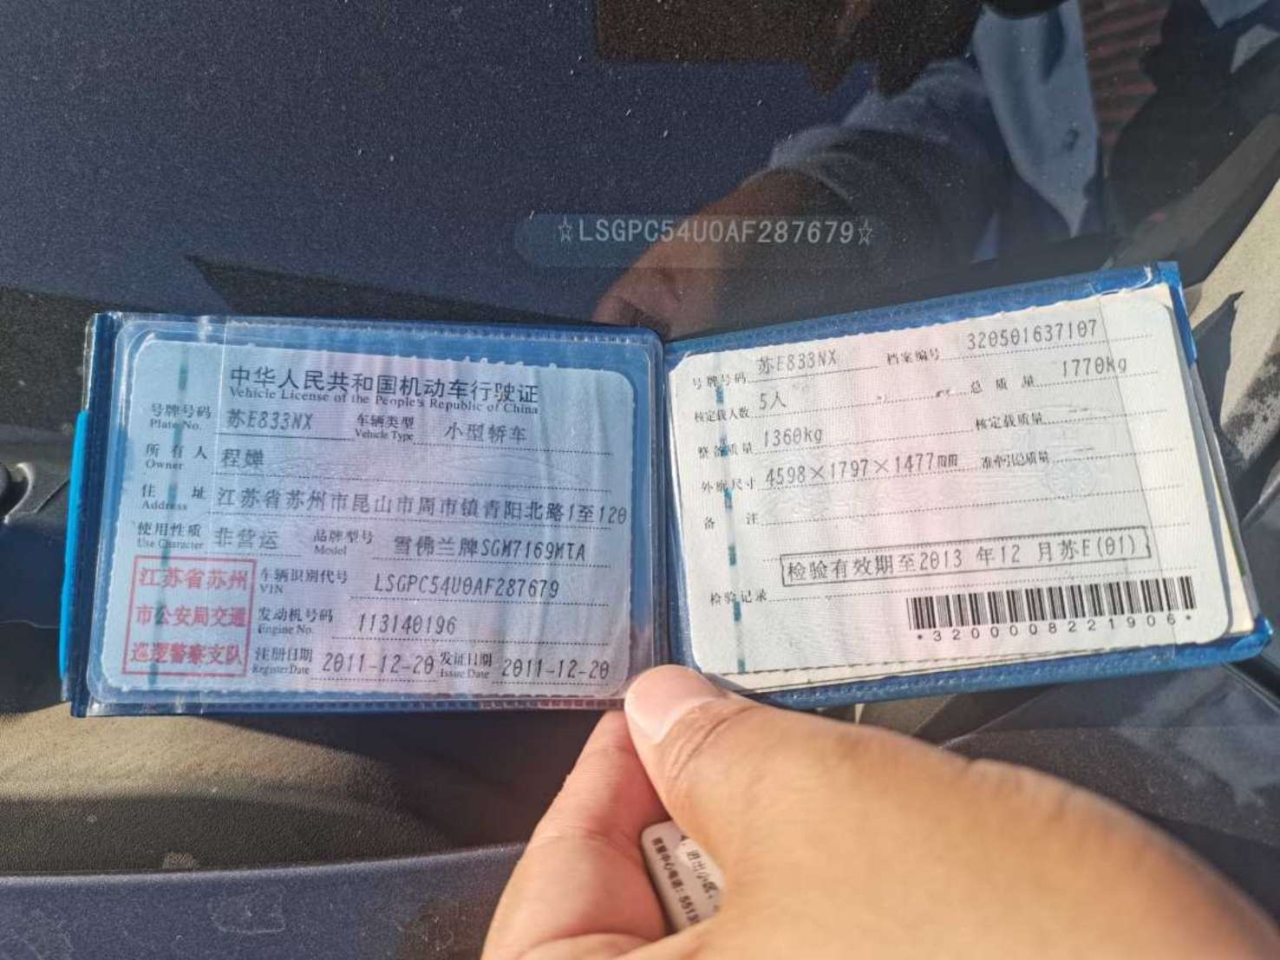 ☆LSGPC54U0AF287679☆
中华人民共和国机动车行驶证
Vehicle License of the People's Republic of China
号牌号码 苏E833NX 车辆类型 小型轿车
Plate No. Vehicle Type
所有人 程婵
Owner
住址 江苏省苏州市昆山市周市镇青阳北路1至120
Address
使用性质 非营运 品牌型号 雪佛兰牌SGM7169MTA
Use Character Model
江苏省苏州
市公安局交通
巡逻警察支队
车辆识别代号 LSGPC54U0AF287679
VIN
发动机号码 113140196
Engine No.
注册日期 2011-12-20 发证日期 2011-12-20
Register Date Issue Date
号牌号码 苏E833NX 档案编号 320501637107
核定载人数 5人 总质量 1770kg
整备质量 1360kg 核定载质量 --
外廓尺寸 4598×1797×1477mm 准牵引总质量 --
备注
检验有效期至2013 年12 月苏E(01)
检验记录
*3200008221906*
进出小区